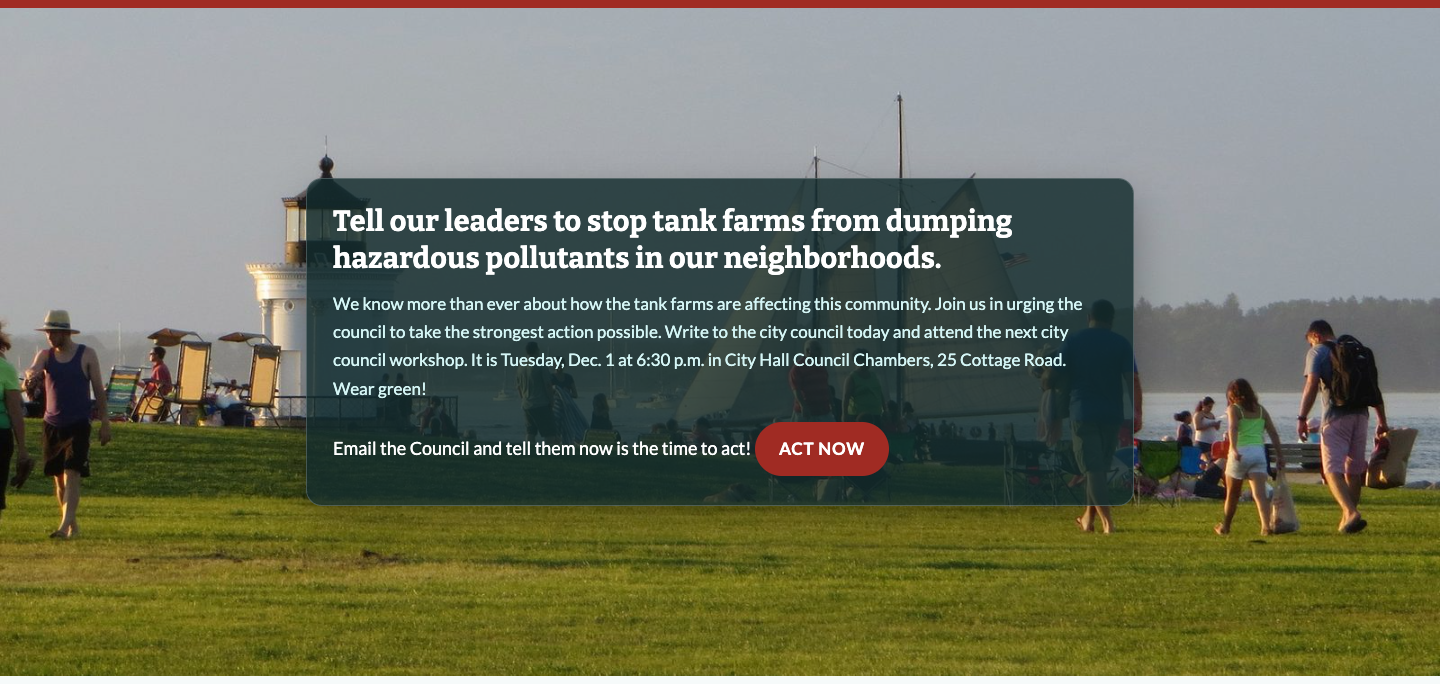 Tell our leaders to stop tank farms from dumping
hazardous pollutants in our neighborhoods.
We know more than ever about how the tank farms are affecting this community. Join us in urging the
council to take the strongest action possible. Write to the city council today and attend the next city
council workshop. It is Tuesday, Dec. 1 at 6:30 p.m. in City Hall Council Chambers, 25 Cottage Road.
Wear green!
Email the Council and tell them now is the time to act! ACT NOW